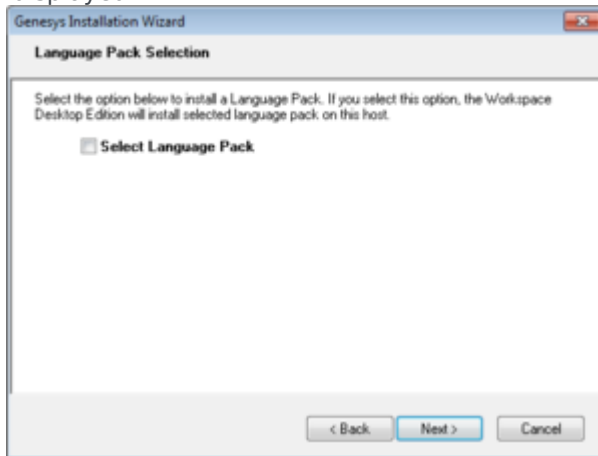 Genesys Installation Wizard
Language Pack Selection
Select the option below to install a Language Pack. If you select this option, the Workspace
Desktop Edition will install selected language pack on this host.
Select Language Pack
< Back
Next >
Cancel